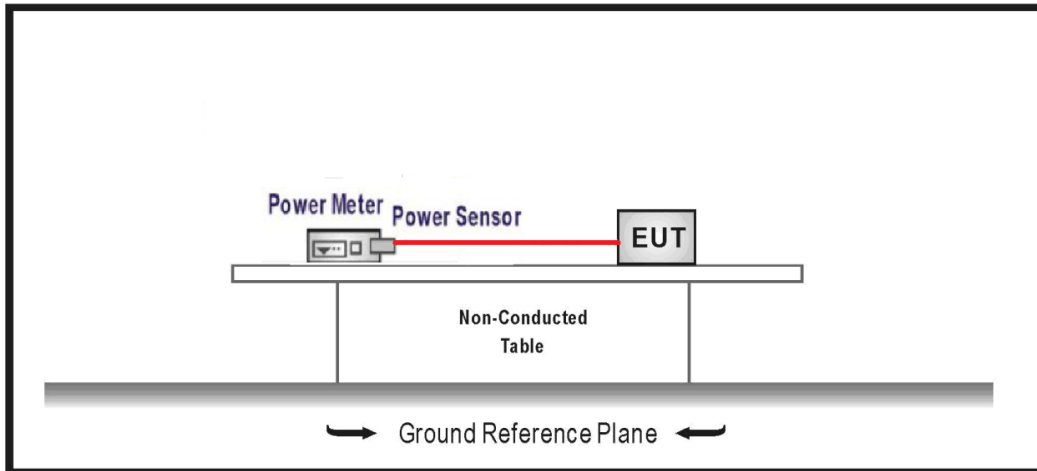 Power Meter
Power Sensor
EUT
Non-Conducted
Table
Ground Reference Plane